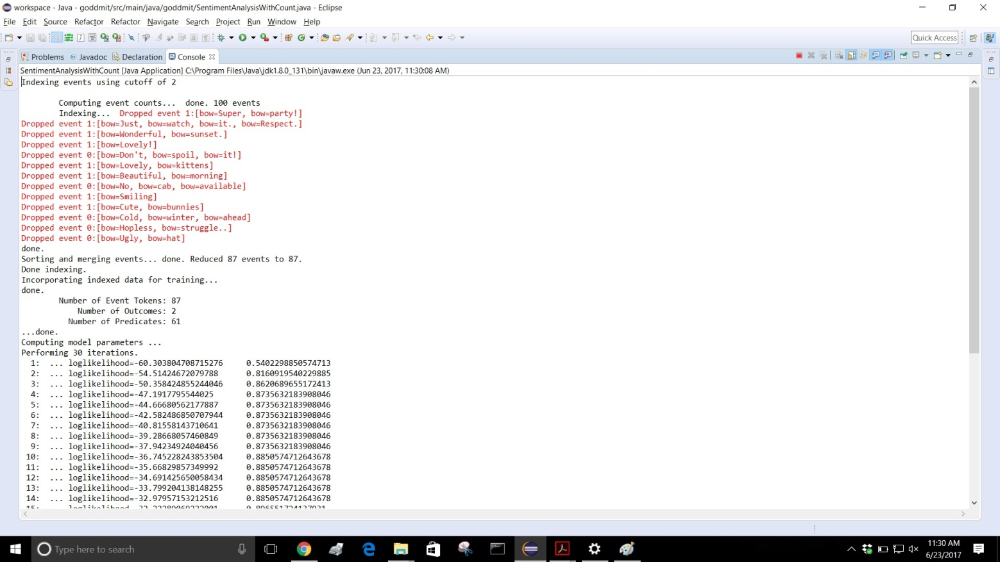 workspace - Java - goddmit/src/main/java/goddmit/SentimentAnalysisWithCount.java - Eclipse
File Edit Source Refactor Refactor Navigate Search Project Run Window Help
Quick Access
Problems @ Javadoc Declaration Console
SentimentAnalysisWithCount [Java Application] C:\Program Files\Java\jdk1.8.0_131\bin\javaw.exe (Jun 23, 2017, 11:30:08 AM)
Indexing events using cutoff of 2
Computing event counts... done. 100 events
Indexing... Dropped event 1:[bow=Super, bow=party!]
Dropped event 1:[bow=Just, bow=watch, bow=it., bow=Respect.]
Dropped event 1:[bow=Wonderful, bow=sunset.]
Dropped event 1:[bow=Lovely!]
Dropped event 0:[bow=Don't, bow=spoil, bow=it!]
Dropped event 1:[bow=Lovely, bow=kittens]
Dropped event 1:[bow=Beautiful, bow=morning]
Dropped event 0:[bow=No, bow=cab, bow=available]
Dropped event 1:[bow=Smiling]
Dropped event 1:[bow=Cute, bow=bunnies]
Dropped event 0:[bow=Cold, bow=winter, bow=ahead]
Dropped event 0:[bow=Hopless, bow=struggle..]
Dropped event 0:[bow=Ugly, bow=hat]
done.
Sorting and merging events... done. Reduced 87 events to 87.
Done indexing.
Incorporating indexed data for training...
done.
Number of Event Tokens: 87
Number of Outcomes: 2
Number of Predicates: 61
...done.
Computing model parameters ...
Performing 30 iterations.
1: ... loglikelihood=-60.303804708715276 0.5402298850574713
2: ... loglikelihood=-54.51424672079788 0.8160919540229885
3: ... loglikelihood=-50.358424855244046 0.8620689655172413
4: ... loglikelihood=-47.1917795544025 0.8735632183908046
5: ... loglikelihood=-44.66680562177887 0.8735632183908046
6: ... loglikelihood=-42.582486850707944 0.8735632183908046
7: ... loglikelihood=-40.81558143710641 0.8735632183908046
8: ... loglikelihood=-39.28668057460849 0.8735632183908046
9: ... loglikelihood=-37.94234924040456 0.8735632183908046
10: ... loglikelihood=-36.745228243853504 0.8850574712643678
11: ... loglikelihood=-35.66829857349992 0.8850574712643678
12: ... loglikelihood=-34.691425650058434 0.8850574712643678
13: ... loglikelihood=-33.799204138148255 0.8850574712643678
14: ... loglikelihood=-32.97957153212516 0.8850574712643678
Type here to search
11:30 AM
6/23/2017